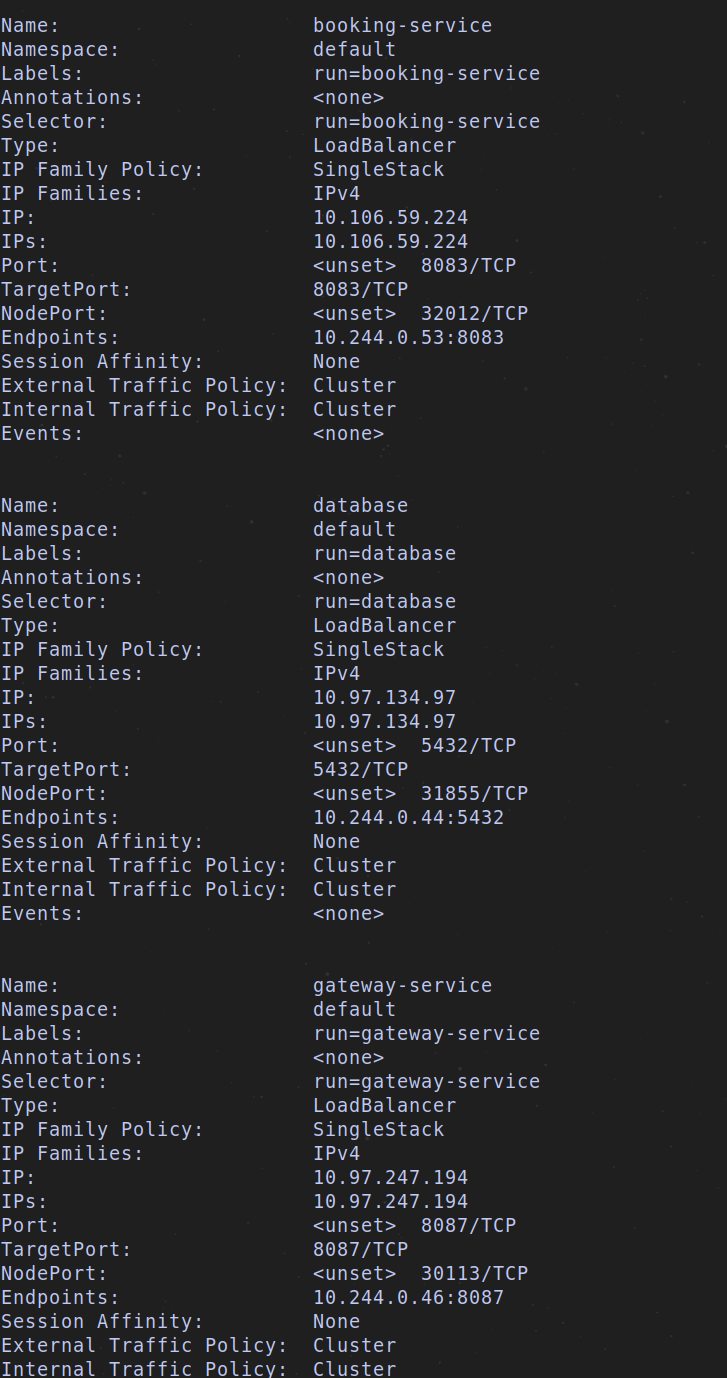 Name:                     booking-service
Namespace:                default
Labels:                   run=booking-service
Annotations:              <none>
Selector:                 run=booking-service
Type:                     LoadBalancer
IP Family Policy:         SingleStack
IP Families:              IPv4
IP:                       10.106.59.224
IPs:                      10.106.59.224
Port:                     <unset>  8083/TCP
TargetPort:               8083/TCP
NodePort:                 <unset>  32012/TCP
Endpoints:                10.244.0.53:8083
Session Affinity:         None
External Traffic Policy:  Cluster
Internal Traffic Policy:  Cluster
Events:                   <none>
Name:                     database
Namespace:                default
Labels:                   run=database
Annotations:              <none>
Selector:                 run=database
Type:                     LoadBalancer
IP Family Policy:         SingleStack
IP Families:              IPv4
IP:                       10.97.134.97
IPs:                      10.97.134.97
Port:                     <unset>  5432/TCP
TargetPort:               5432/TCP
NodePort:                 <unset>  31855/TCP
Endpoints:                10.244.0.44:5432
Session Affinity:         None
External Traffic Policy:  Cluster
Internal Traffic Policy:  Cluster
Events:                   <none>
Name:                     gateway-service
Namespace:                default
Labels:                   run=gateway-service
Annotations:              <none>
Selector:                 run=gateway-service
Type:                     LoadBalancer
IP Family Policy:         SingleStack
IP Families:              IPv4
IP:                       10.97.247.194
IPs:                      10.97.247.194
Port:                     <unset>  8087/TCP
TargetPort:               8087/TCP
NodePort:                 <unset>  30113/TCP
Endpoints:                10.244.0.46:8087
Session Affinity:         None
External Traffic Policy:  Cluster
Internal Traffic Policy:  Cluster